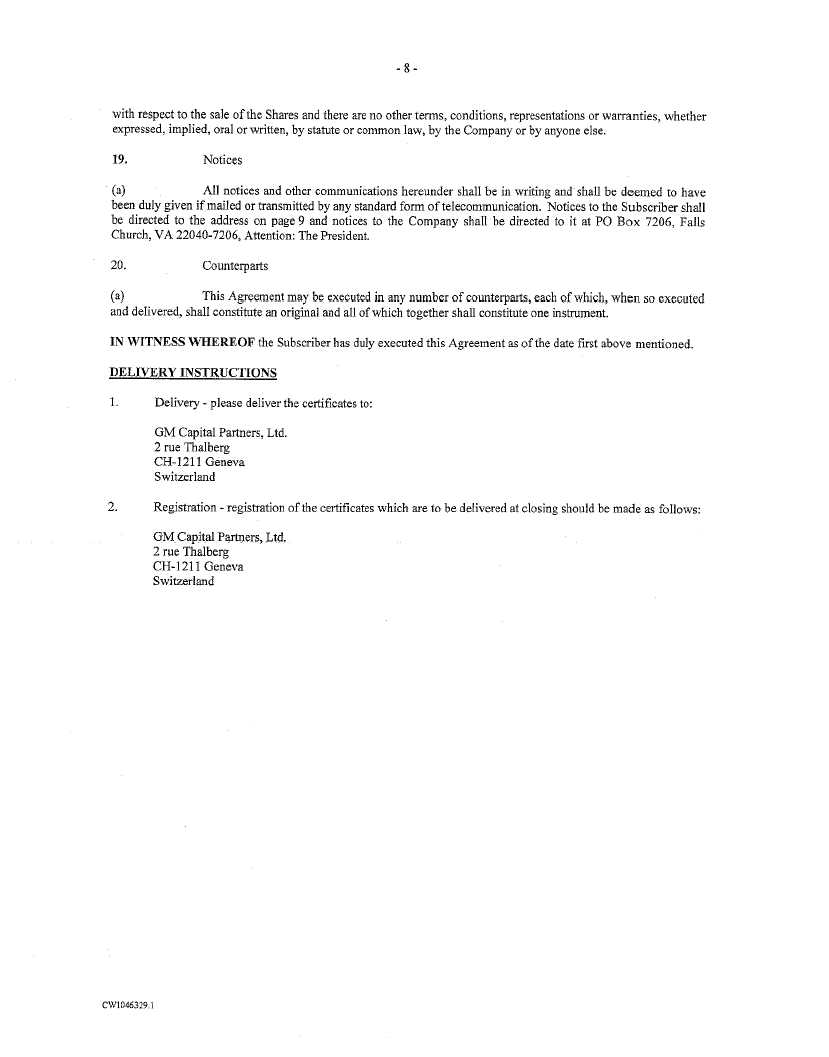 - 8 -
with respect to the sale of the Shares and there are no other terms, conditions, representations or warranties, whether
expressed, implied, oral or written, by statute or common law, by the Company or by anyone else.
19. Notices
(a) All notices and other communications hereunder shall be in writing and shall be deemed to have
been duly given if mailed or transmitted by any standard form of telecommunication. Notices to the Subscriber shall
be directed to the address on page 9 and notices to the Company shall be directed to it at PO Box 7206, Falls
Church, VA 22040-7206, Attention: The President.
20. Counterparts
(a) This Agreement may be executed in any number of counterparts, each of which, when so executed
and delivered, shall constitute an original and all of which together shall constitute one instrument.
IN WITNESS WHEREOF the Subscriber has duly executed this Agreement as of the date first above mentioned.
DELIVERY INSTRUCTIONS
1. Delivery - please deliver the certificates to:
GM Capital Partners, Ltd.
2 rue Thalberg
CH-1211 Geneva
Switzerland
2. Registration - registration of the certificates which are to be delivered at closing should be made as follows:
GM Capital Partners, Ltd.
2 rue Thalberg
CH-1211 Geneva
Switzerland
CW1046329.1